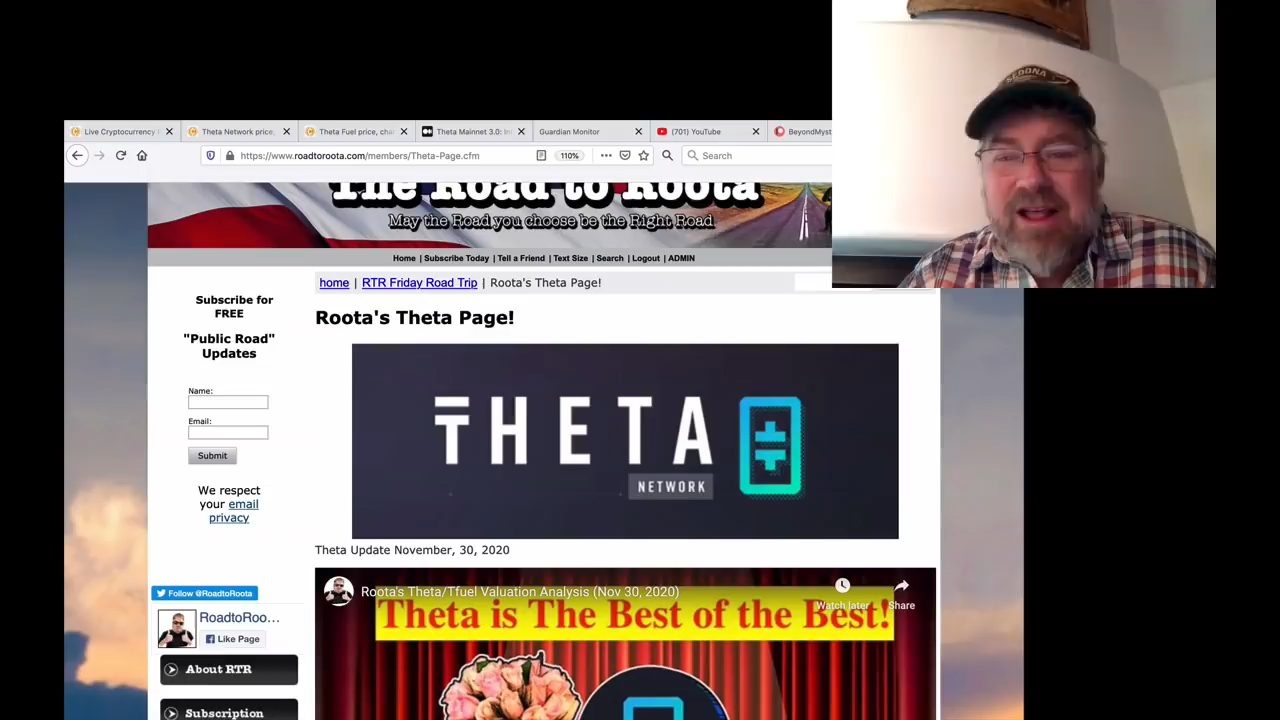 SEDONA
Live Cryptocurrency
Theta Network price,
Theta Fuel price, cha
Theta Mainnet 3.0: In
Guardian Monitor
(701) YouTube
BeyondMyst
https://www.roadtoroota.com/members/Theta-Page.cfm
110%
Search
The Road to Roota
May the Road you choose be the Right Road
Home | Subscribe Today | Tell a Friend | Text Size | Search | Logout | ADMIN
home | RTR Friday Road Trip | Roota's Theta Page!
Subscribe for
FREE
"Public Road"
Updates
Name:
Email:
Submit
We respect
your email
privacy
Follow @RoadtoRoota
RoadtoRoo...
Like Page
About RTR
Subscription
Roota's Theta Page!
THETA
NETWORK
Theta Update November, 30, 2020
Roota's Theta/Tfuel Valuation Analysis (Nov 30, 2020)
Watch later
Share
Theta is The Best of the Best!